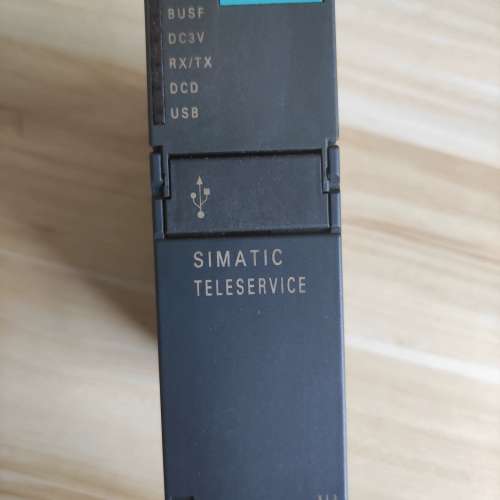 BUSF
DC3V
RX/TX
DCD
USB
SIMATIC
TELESERVICE